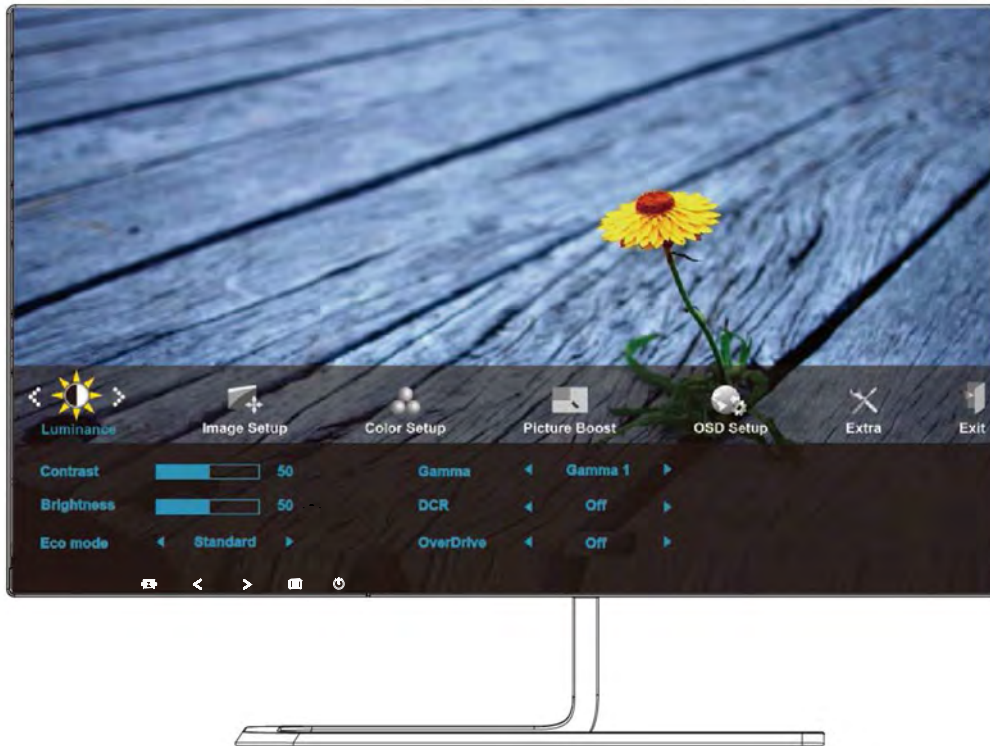 Luminance Image Setup Color Setup Picture Boost OSD Setup Extra Exit
Contrast 50 Gamma Gamma 1
Brightness 50 DCR Off
Eco mode Standard OverDrive Off